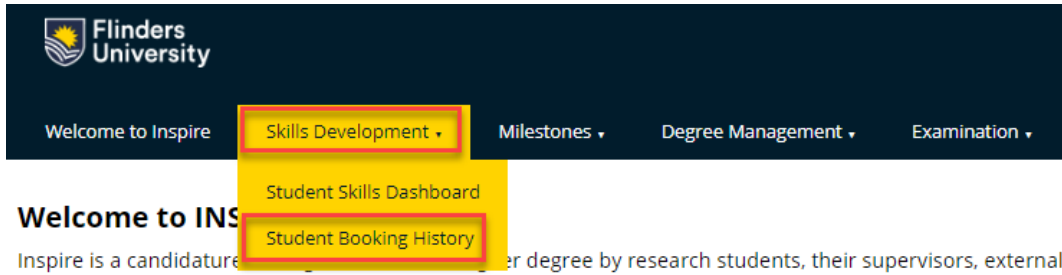 Flinders
University
Welcome to Inspire Skills Development Milestones Degree Management Examination
Student Skills Dashboard
Welcome to INS
Student Booking History
Inspire is a candidature er degree by research students, their supervisors, external